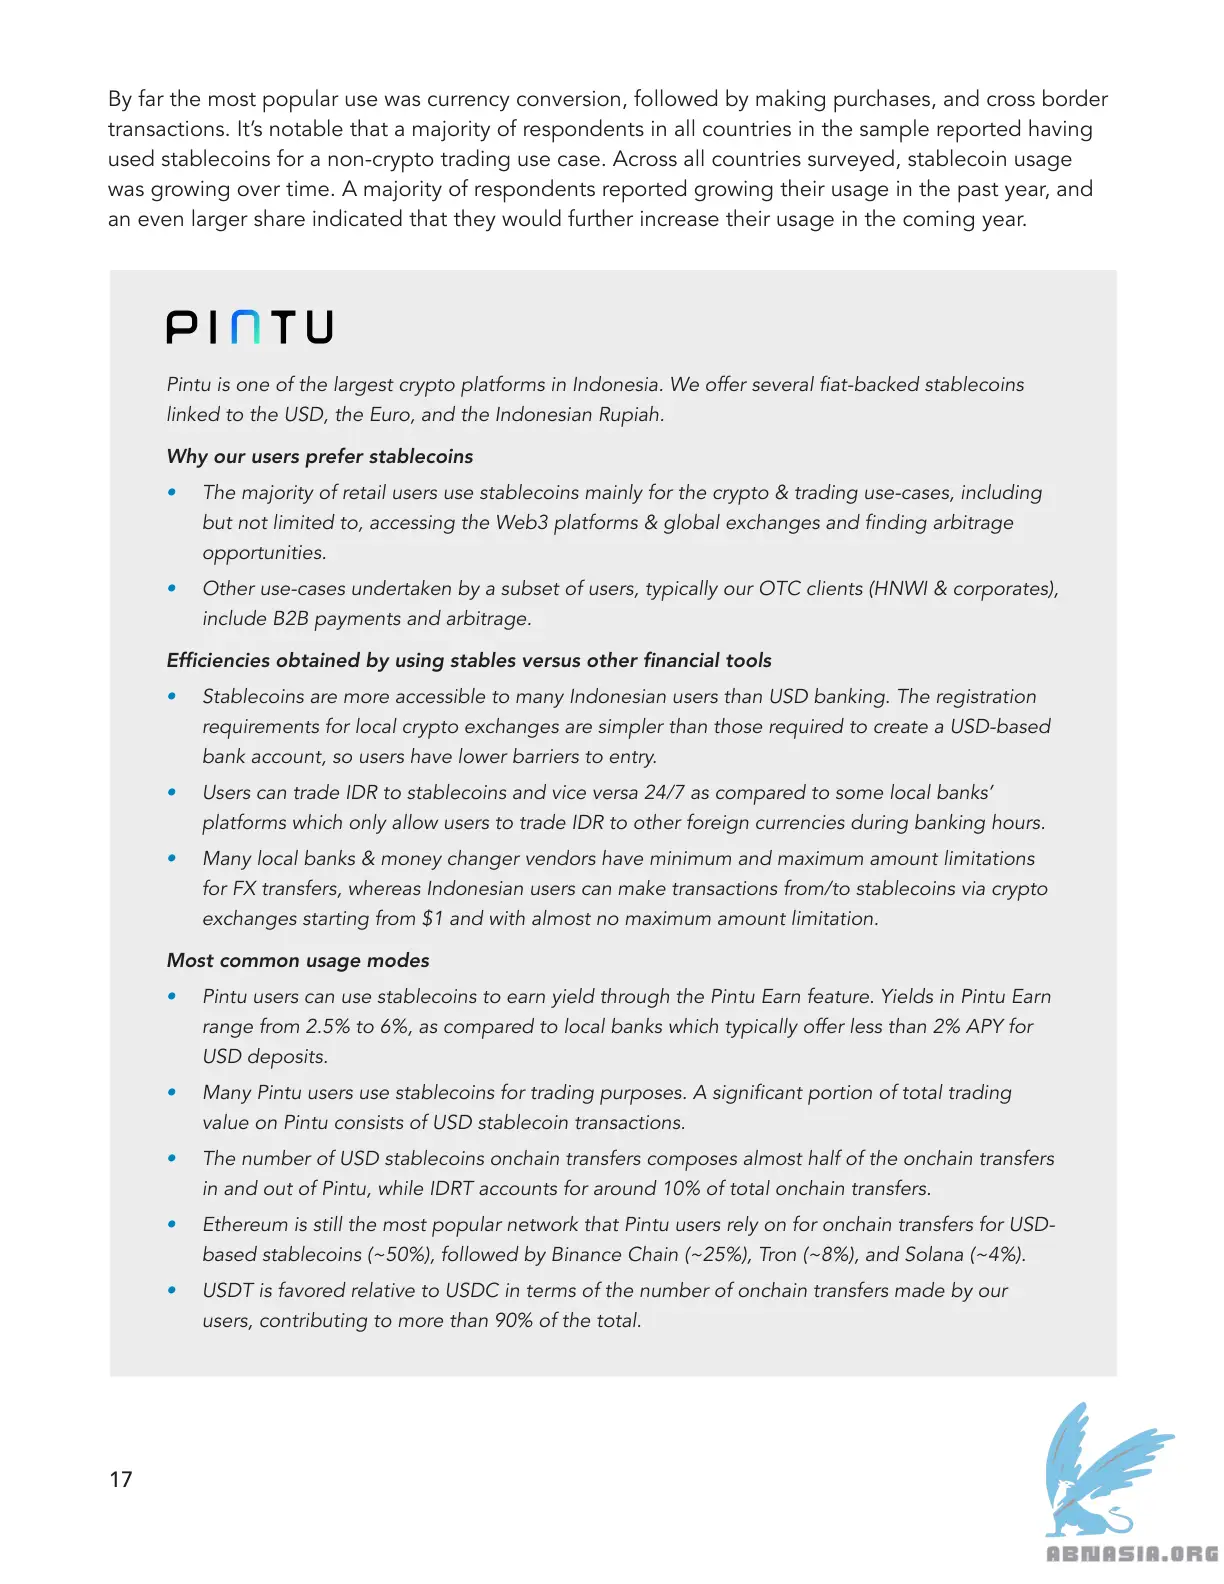 By far the most popular use was currency conversion, followed by making purchases, and cross border
transactions. It’s notable that a majority of respondents in all countries in the sample reported having
used stablecoins for a non-crypto trading use case. Across all countries surveyed, stablecoin usage
was growing over time. A majority of respondents reported growing their usage in the past year, and
an even larger share indicated that they would further increase their usage in the coming year.
PINTU
Pintu is one of the largest crypto platforms in Indonesia. We offer several fiat-backed stablecoins
linked to the USD, the Euro, and the Indonesian Rupiah.
Why our users prefer stablecoins
• The majority of retail users use stablecoins mainly for the crypto & trading use-cases, including
but not limited to, accessing the Web3 platforms & global exchanges and finding arbitrage
opportunities.
• Other use-cases undertaken by a subset of users, typically our OTC clients (HNWI & corporates),
include B2B payments and arbitrage.
Efficiencies obtained by using stables versus other financial tools
• Stablecoins are more accessible to many Indonesian users than USD banking. The registration
requirements for local crypto exchanges are simpler than those required to create a USD-based
bank account, so users have lower barriers to entry.
• Users can trade IDR to stablecoins and vice versa 24/7 as compared to some local banks’
platforms which only allow users to trade IDR to other foreign currencies during banking hours.
• Many local banks & money changer vendors have minimum and maximum amount limitations
for FX transfers, whereas Indonesian users can make transactions from/to stablecoins via crypto
exchanges starting from $1 and with almost no maximum amount limitation.
Most common usage modes
• Pintu users can use stablecoins to earn yield through the Pintu Earn feature. Yields in Pintu Earn
range from 2.5% to 6%, as compared to local banks which typically offer less than 2% APY for
USD deposits.
• Many Pintu users use stablecoins for trading purposes. A significant portion of total trading
value on Pintu consists of USD stablecoin transactions.
• The number of USD stablecoins onchain transfers composes almost half of the onchain transfers
in and out of Pintu, while IDRT accounts for around 10% of total onchain transfers.
• Ethereum is still the most popular network that Pintu users rely on for onchain transfers for USD-
based stablecoins (~50%), followed by Binance Chain (~25%), Tron (~8%), and Solana (~4%).
• USDT is favored relative to USDC in terms of the number of onchain transfers made by our
users, contributing to more than 90% of the total.
17
ABNASIA.ORG